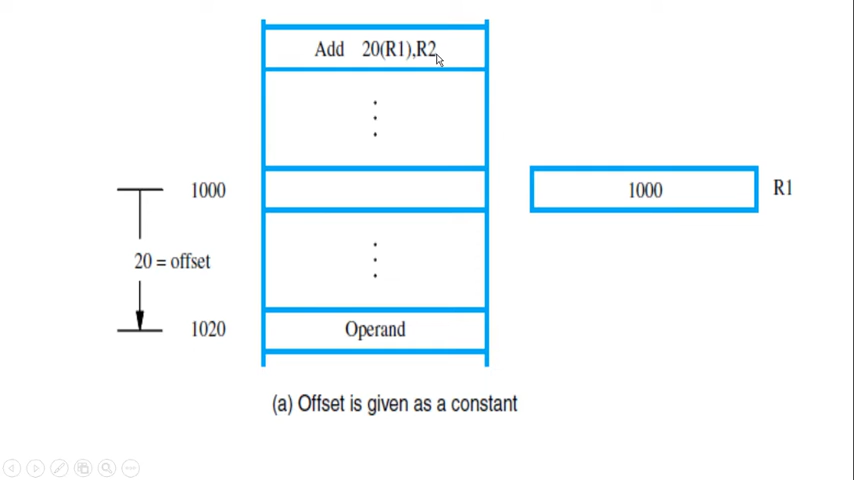 Add 20(R1),R2
1000
1000
R1
20 = offset
1020
Operand
(a) Offset is given as a constant